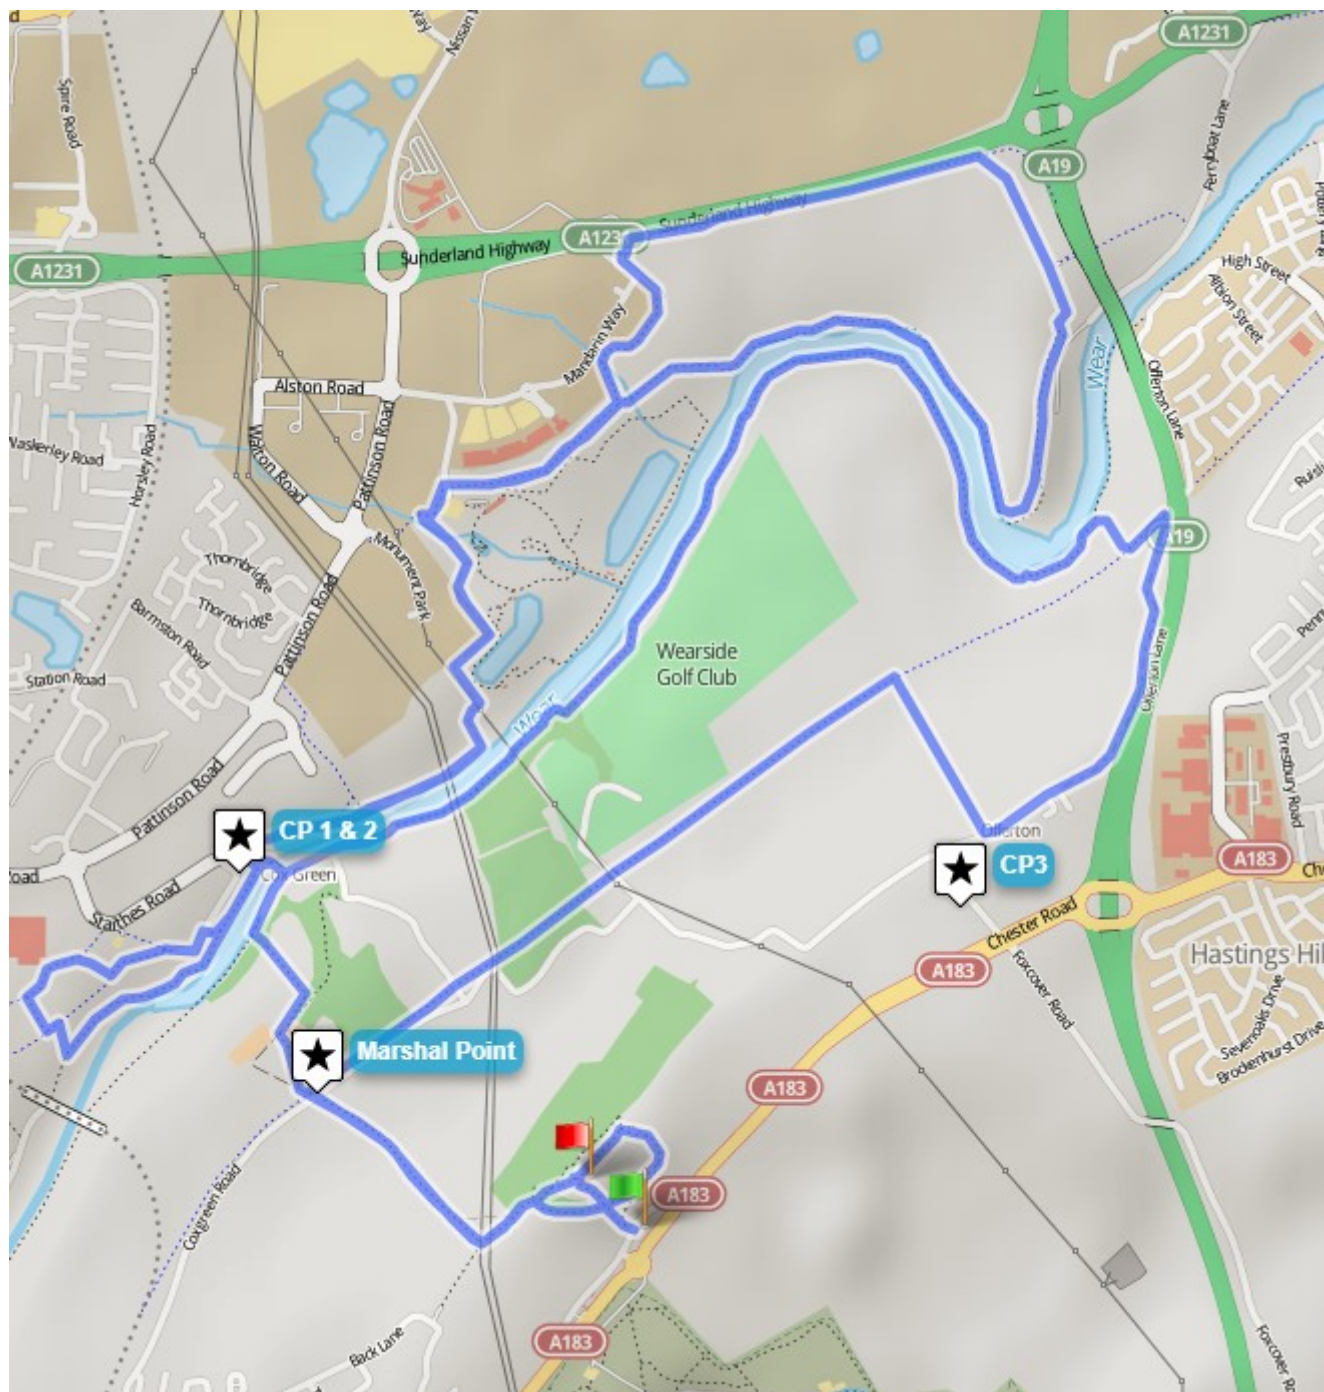 A1231
Spire Road
A19
Ferryboat Lane
Sunderland Highway
A1231
Sunderland Highway
A1231
High Street
Albion Street
Mandarin Way
Wear
Offerton Lane
Alston Road
Pattinson Road
Walton Road
Waskerley Road
Horsley Road
A19
Monument Park
Thornbridge
Thornbridge
Barmston Road
Pattinson Road
Station Road
Wearside
Golf Club
Offerton Lane
Wear
Prestbury Road
Pattinson Road
CP 1 & 2
Offerton
CP3
A183
Cox Green
Road
Staithes Road
Chester Road
Hastings Hil
A183
Foxcover Road
Sevenoaks Drive
Brockenhurst Drive
Marshal Point
A183
A183
Coxgreen Road
A183
Back Lane
Foxcover R